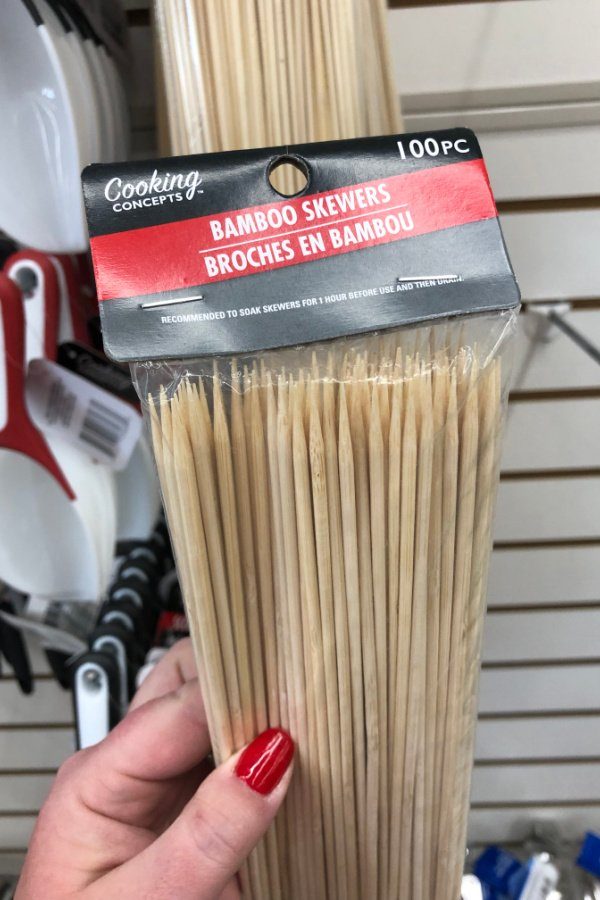 Cooking
CONCEPTS™
100PC
BAMBOO SKEWERS
BROCHES EN BAMBOU
RECOMMENDED TO SOAK SKEWERS FOR 1 HOUR BEFORE USE AND THEN DRAIN.